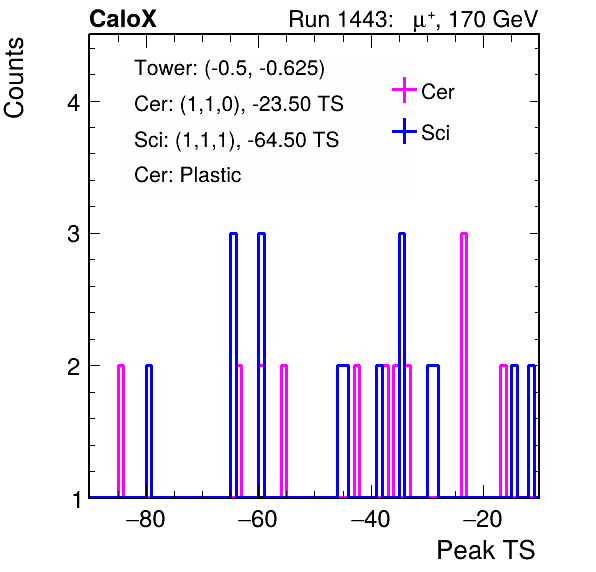 CaloX Run 1443: μ⁺, 170 GeV
Counts
Tower: (-0.5, -0.625)
Cer: (1,1,0), -23.50 TS
Sci: (1,1,1), -64.50 TS
Cer: Plastic
Cer
Sci
4
3
2
1
−80 −60 −40 −20
Peak TS